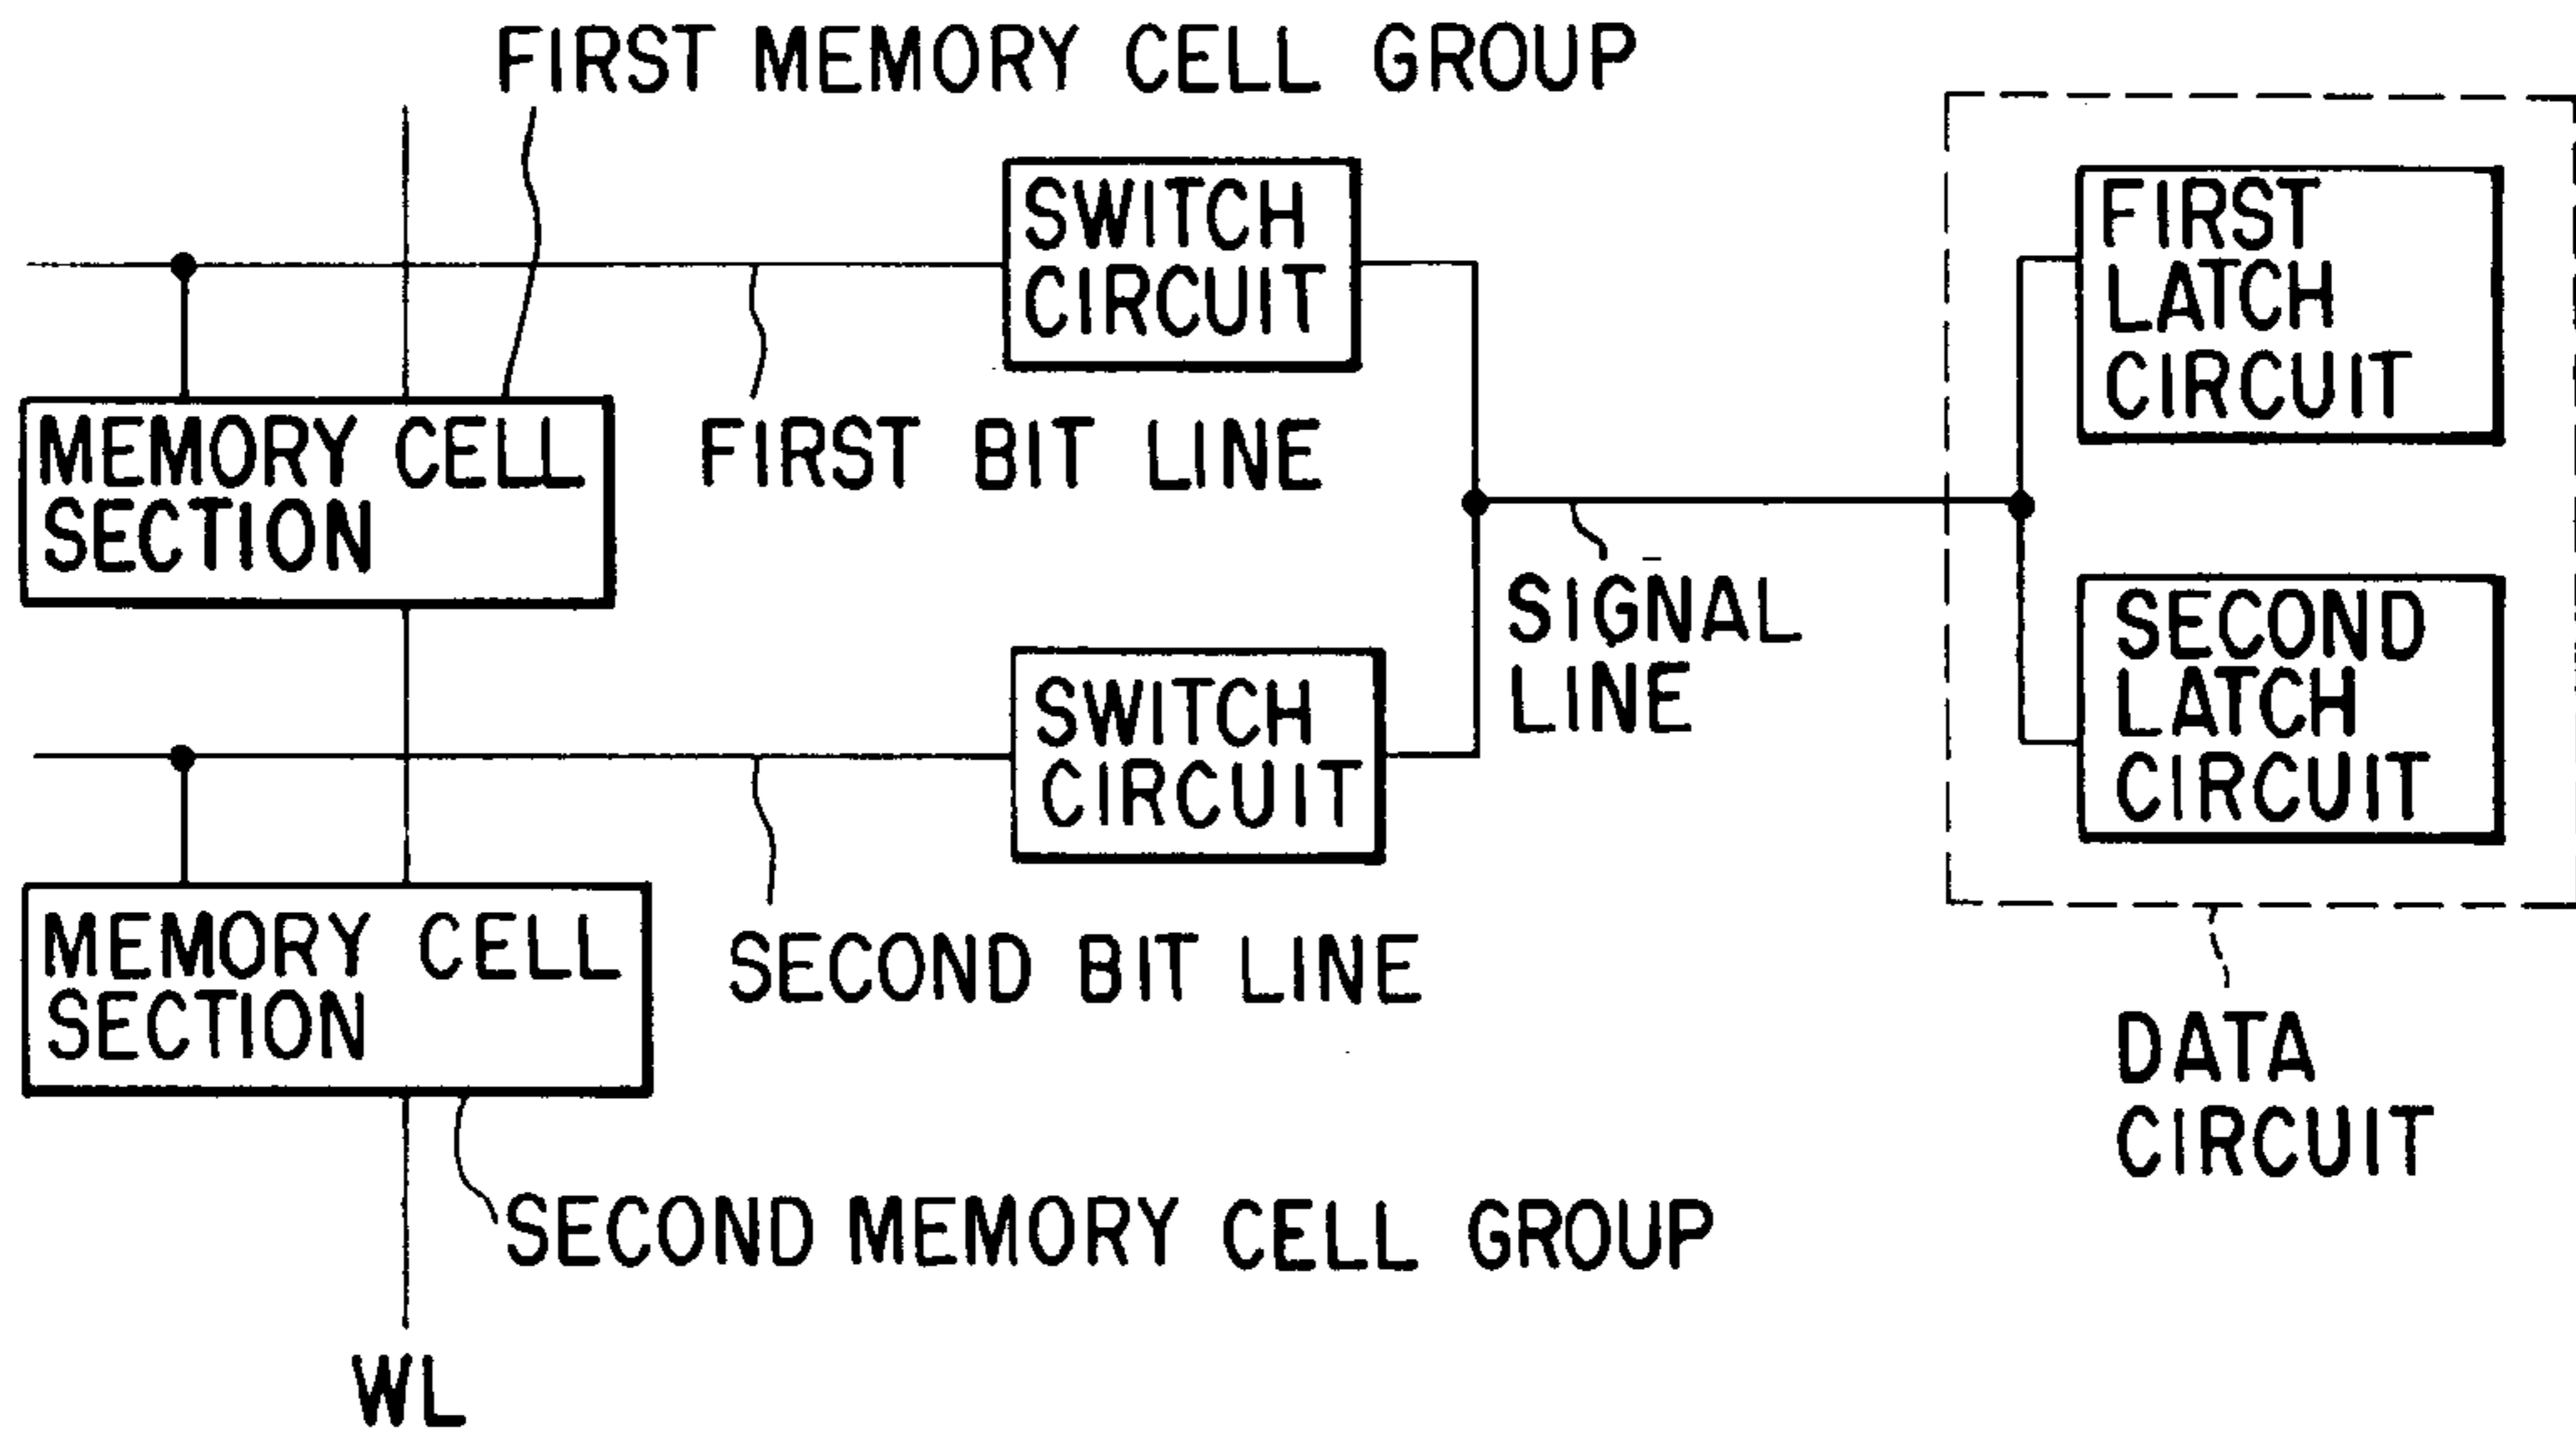 FIRST MEMORY CELL GROUP
SWITCH
CIRCUIT
FIRST
LATCH
CIRCUIT
MEMORY CELL
SECTION
FIRST BIT LINE
SIGNAL
LINE
SWITCH
CIRCUIT
SECOND
LATCH
CIRCUIT
MEMORY CELL
SECTION
SECOND BIT LINE
DATA
CIRCUIT
SECOND MEMORY CELL GROUP
WL